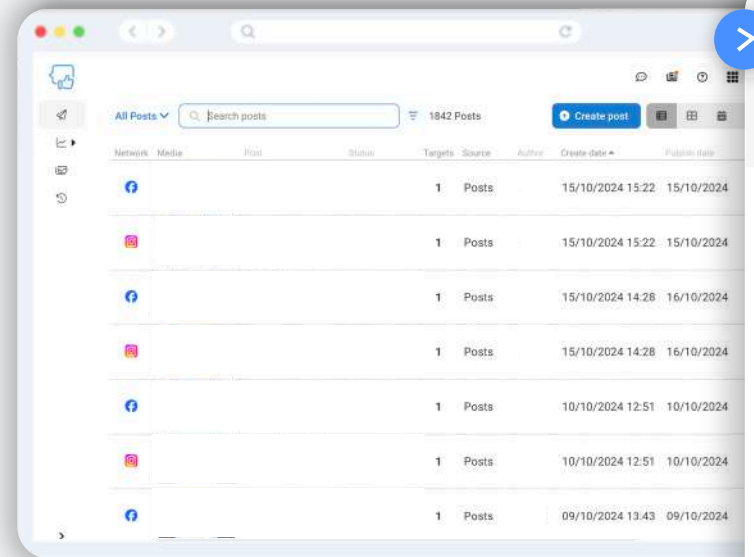 All Posts Search posts 1842 Posts Create post
Network Media Post Status Targets Source Author Create date Publish date
1 Posts 15/10/2024 15:22 15/10/2024
1 Posts 15/10/2024 15:22 15/10/2024
1 Posts 15/10/2024 14:28 16/10/2024
1 Posts 15/10/2024 14:28 16/10/2024
1 Posts 10/10/2024 12:51 10/10/2024
1 Posts 10/10/2024 12:51 10/10/2024
1 Posts 09/10/2024 13:43 09/10/2024